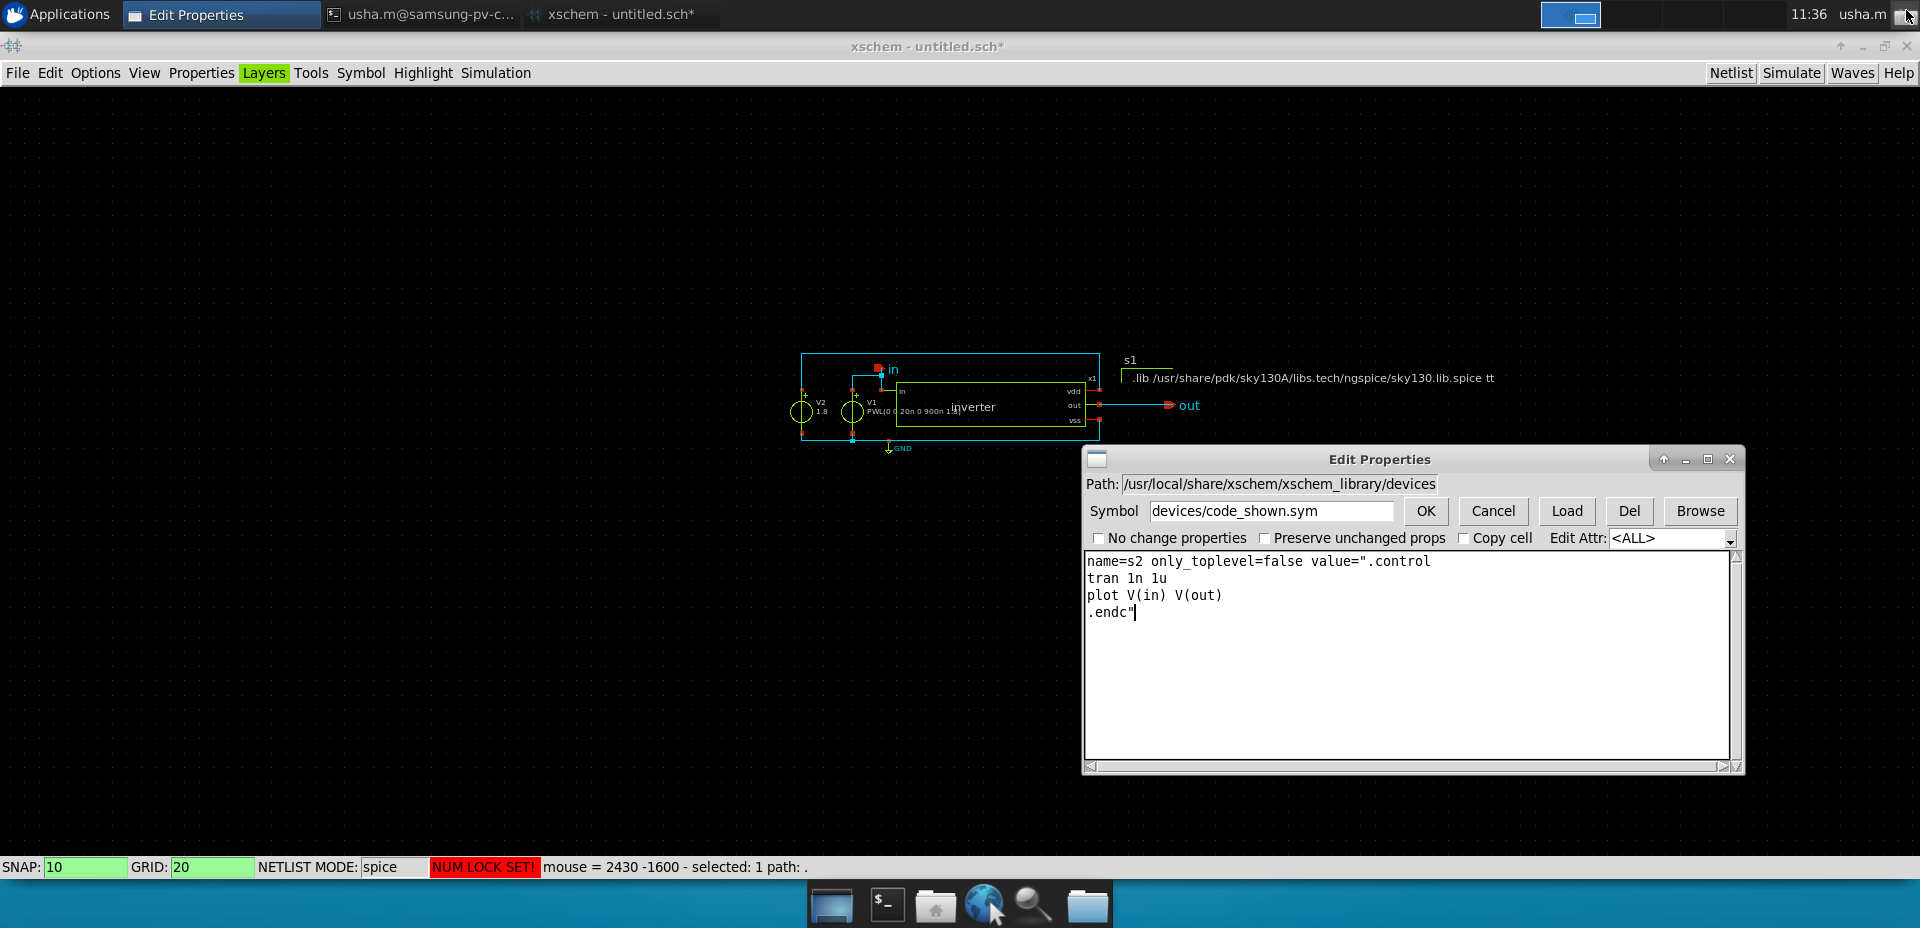 Applications
Edit Properties
usha.m@samsung-pv-c...
xschem - untitled.sch*
11:36
usha.m
xschem - untitled.sch*
File Edit Options View Properties Layers Tools Symbol Highlight Simulation
Netlist Simulate Waves Help
in
s1
x1
.lib /usr/share/pdk/sky130A/libs.tech/ngspice/sky130.lib.spice tt
in
vdd
V2
1.8
V1
PWL(0 0 20n 0 900n 1.8)
inverter
out
out
vss
GND
Edit Properties
Path: /usr/local/share/xschem/xschem_library/devices
Symbol devices/code_shown.sym OK Cancel Load Del Browse
No change properties Preserve unchanged props Copy cell Edit Attr: <ALL>
name=s2 only_toplevel=false value=".control
tran 1n 1u
plot V(in) V(out)
.endc"
SNAP: 10 GRID: 20 NETLIST MODE: spice NUM LOCK SET! mouse = 2430 -1600 - selected: 1 path: .